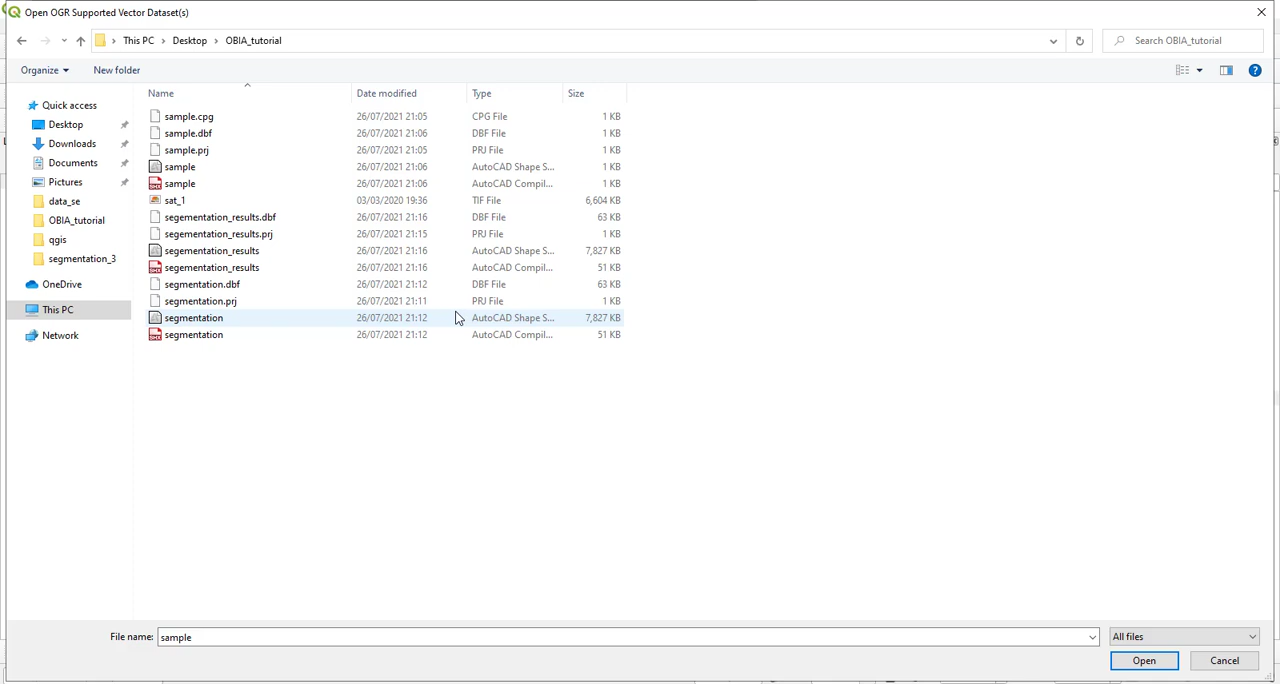 Open OGR Supported Vector Dataset(s)
This PC > Desktop > OBIA_tutorial
Search OBIA_tutorial
Organize
New folder
Name
Date modified
Type
Size
Quick access
Desktop
Downloads
Documents
Pictures
data_se
OBIA_tutorial
qgis
segmentation_3
OneDrive
This PC
Network
sample.cpg 26/07/2021 21:05 CPG File 1 KB
sample.dbf 26/07/2021 21:06 DBF File 1 KB
sample.prj 26/07/2021 21:05 PRJ File 1 KB
sample 26/07/2021 21:06 AutoCAD Shape S... 1 KB
sample 26/07/2021 21:06 AutoCAD Compil... 1 KB
sat_1 03/03/2020 19:36 TIF File 6,604 KB
segementation_results.dbf 26/07/2021 21:16 DBF File 63 KB
segementation_results.prj 26/07/2021 21:15 PRJ File 1 KB
segementation_results 26/07/2021 21:16 AutoCAD Shape S... 7,827 KB
segementation_results 26/07/2021 21:16 AutoCAD Compil... 51 KB
segmentation.dbf 26/07/2021 21:12 DBF File 63 KB
segmentation.prj 26/07/2021 21:11 PRJ File 1 KB
segmentation 26/07/2021 21:12 AutoCAD Shape S... 7,827 KB
segmentation 26/07/2021 21:12 AutoCAD Compil... 51 KB
File name: sample
All files
Open
Cancel